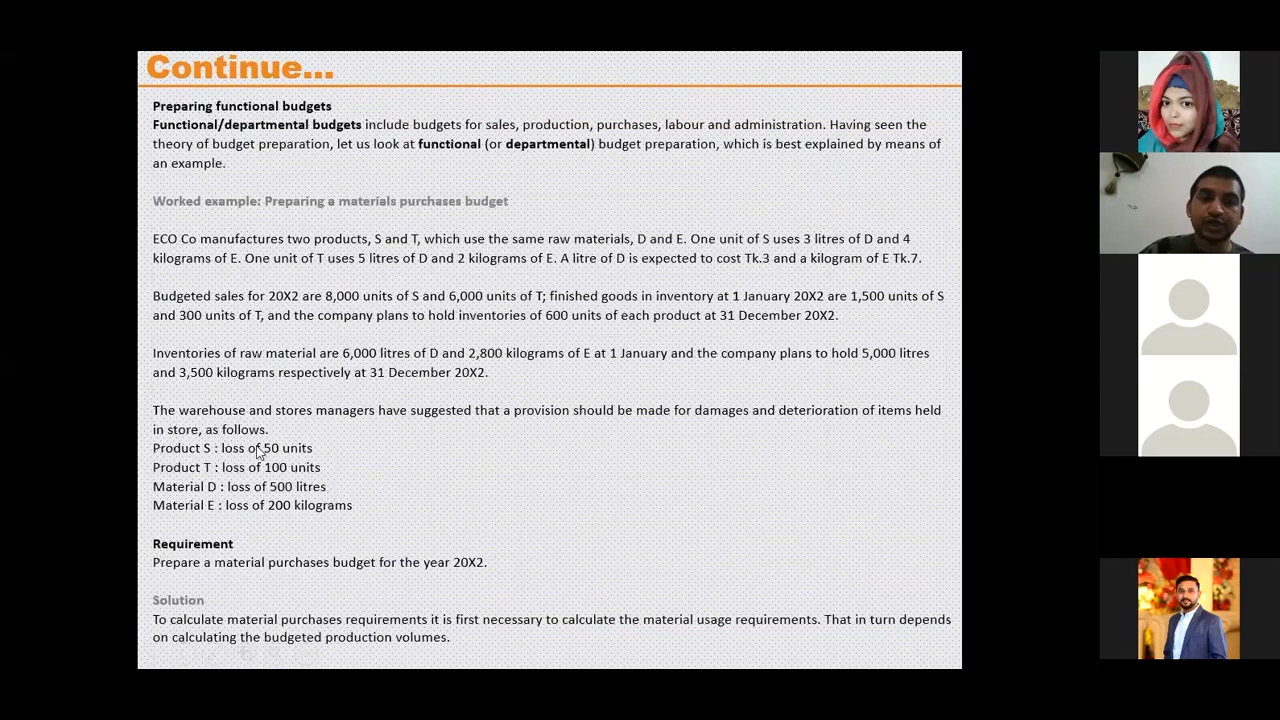 Continue...
Preparing functional budgets
Functional/departmental budgets include budgets for sales, production, purchases, labour and administration. Having seen the
theory of budget preparation, let us look at functional (or departmental) budget preparation, which is best explained by means of
an example.
Worked example: Preparing a materials purchases budget
ECO Co manufactures two products, S and T, which use the same raw materials, D and E. One unit of S uses 3 litres of D and 4
kilograms of E. One unit of T uses 5 litres of D and 2 kilograms of E. A litre of D is expected to cost Tk.3 and a kilogram of E Tk.7.
Budgeted sales for 20X2 are 8,000 units of S and 6,000 units of T; finished goods in inventory at 1 January 20X2 are 1,500 units of S
and 300 units of T, and the company plans to hold inventories of 600 units of each product at 31 December 20X2.
Inventories of raw material are 6,000 litres of D and 2,800 kilograms of E at 1 January and the company plans to hold 5,000 litres
and 3,500 kilograms respectively at 31 December 20X2.
The warehouse and stores managers have suggested that a provision should be made for damages and deterioration of items held
in store, as follows.
Product S : loss of 50 units
Product T : loss of 100 units
Material D : loss of 500 litres
Material E : loss of 200 kilograms
Requirement
Prepare a material purchases budget for the year 20X2.
Solution
To calculate material purchases requirements it is first necessary to calculate the material usage requirements. That in turn depends
on calculating the budgeted production volumes.